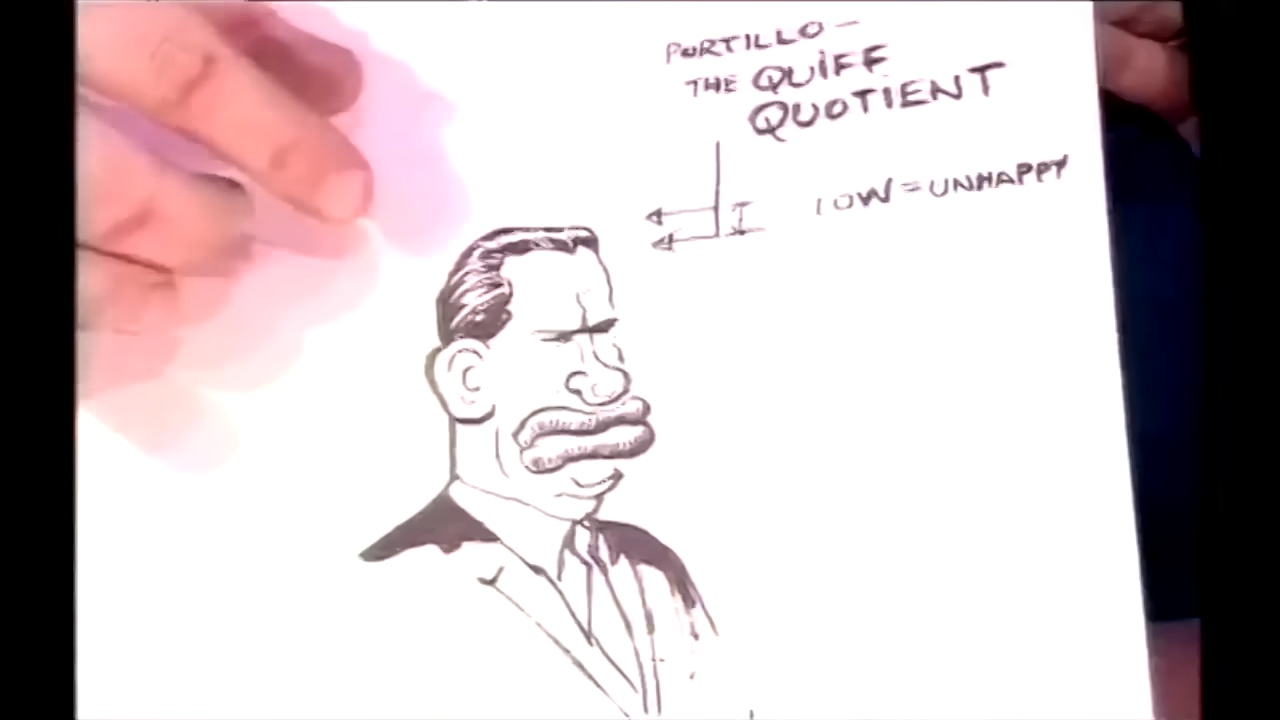 PORTILLO -
THE QUIFF
QUOTIENT
LOW = UNHAPPY